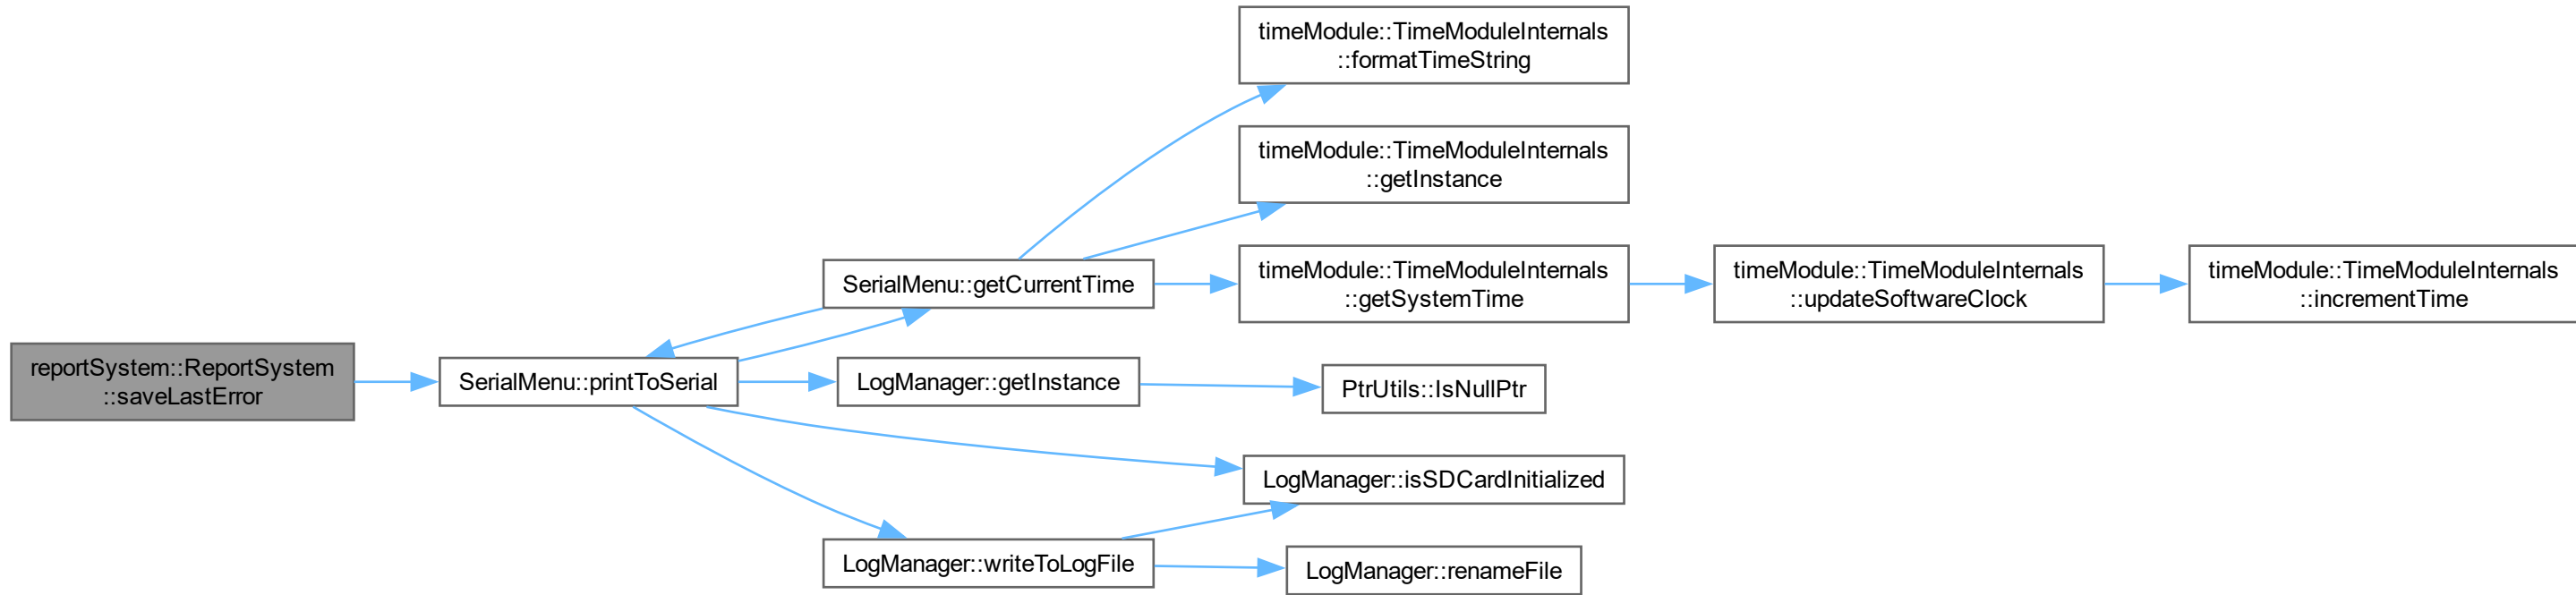 timeModule::TimeModuleInternals
::formatTimeString
timeModule::TimeModuleInternals
::getInstance
timeModule::TimeModuleInternals
::getSystemTime
timeModule::TimeModuleInternals
::updateSoftwareClock
timeModule::TimeModuleInternals
::incrementTime
SerialMenu::getCurrentTime
reportSystem::ReportSystem
::saveLastError
SerialMenu::printToSerial
LogManager::getInstance
PtrUtils::IsNullPtr
LogManager::isSDCardInitialized
LogManager::writeToLogFile
LogManager::renameFile